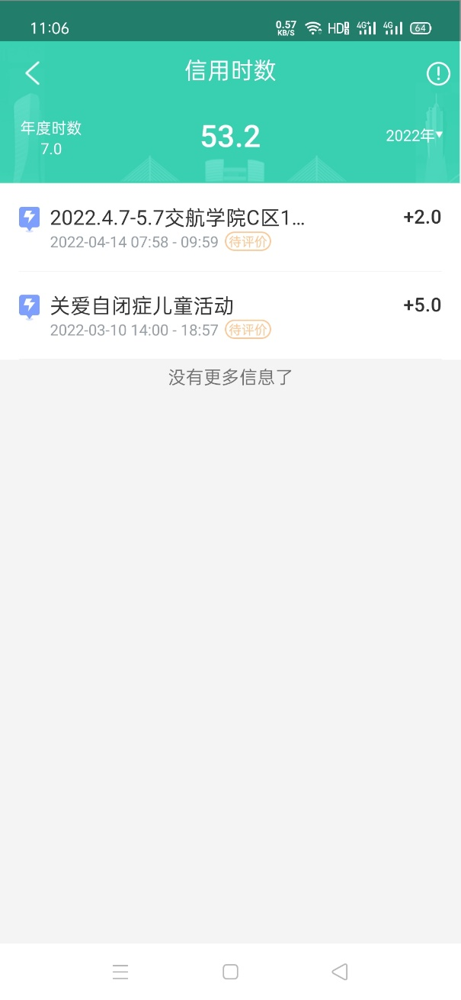 11:06
0.57
KB/S
HD
4G+
4G
64
信用时数
年度时数
7.0
53.2
2022年
2022.4.7-5.7交航学院C区1...
+2.0
2022-04-14 07:58 - 09:59
待评价
关爱自闭症儿童活动
+5.0
2022-03-10 14:00 - 18:57
待评价
没有更多信息了